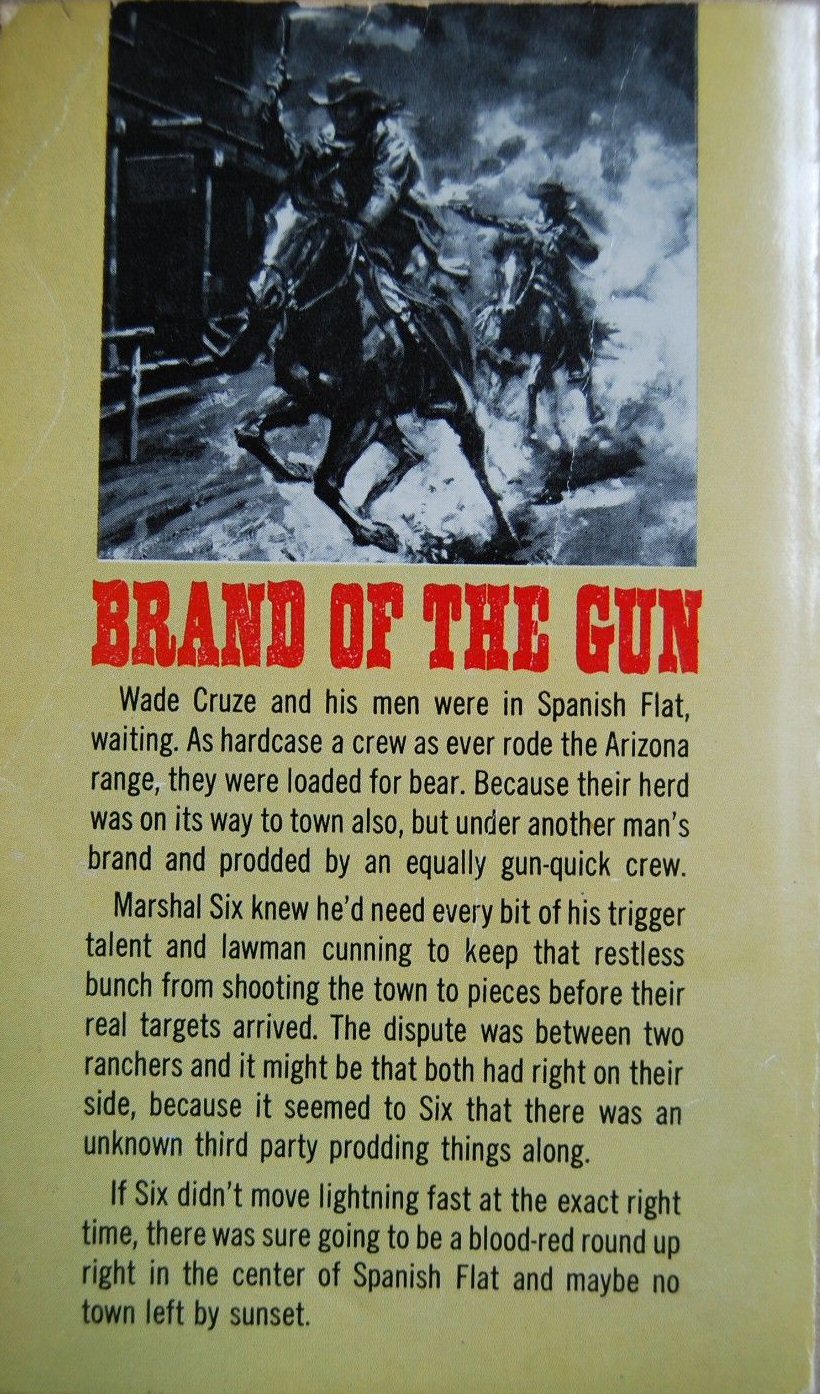 BRAND OF THE GUN
Wade Cruze and his men were in Spanish Flat,
waiting. As hardcase a crew as ever rode the Arizona
range, they were loaded for bear. Because their herd
was on its way to town also, but under another man's
brand and prodded by an equally gun-quick crew.
Marshal Six knew he'd need every bit of his trigger
talent and lawman cunning to keep that restless
bunch from shooting the town to pieces before their
real targets arrived. The dispute was between two
ranchers and it might be that both had right on their
side, because it seemed to Six that there was an
unknown third party prodding things along.
If Six didn't move lightning fast at the exact right
time, there was sure going to be a blood-red round up
right in the center of Spanish Flat and maybe no
town left by sunset.